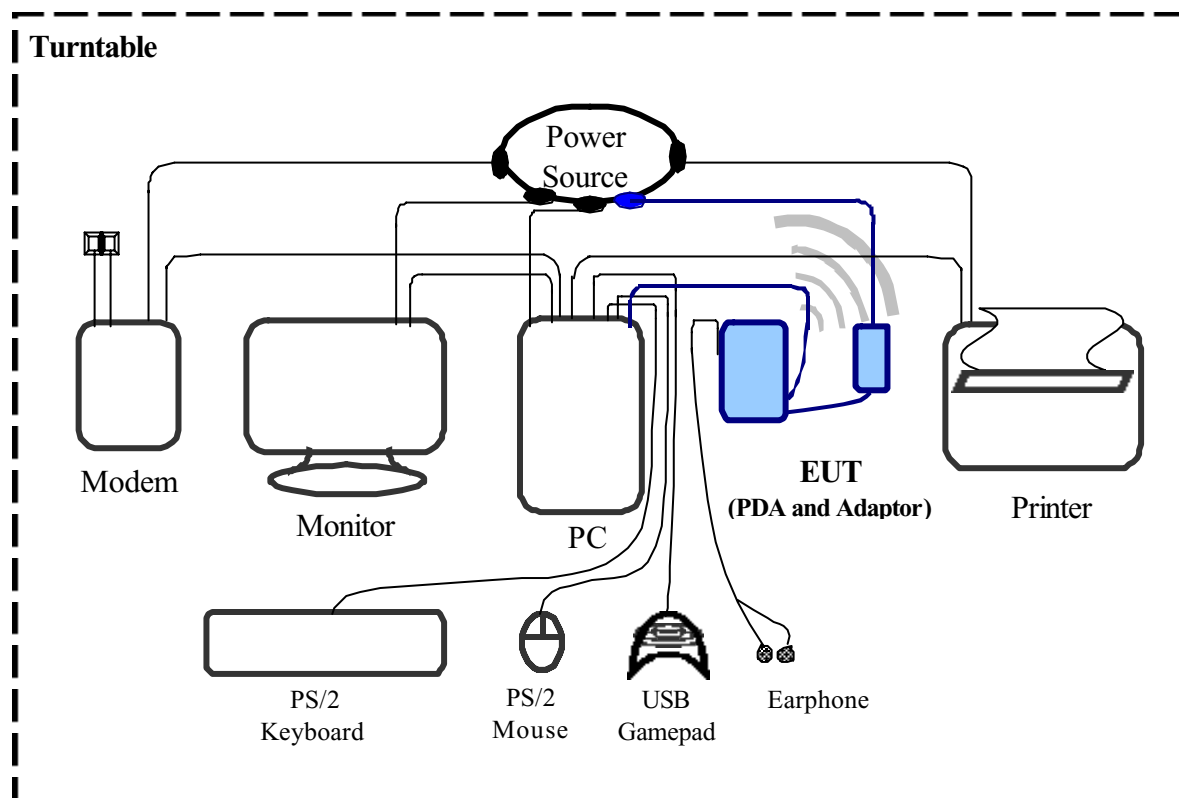 Turntable
Power
Source
Modem
Monitor
PC
EUT
(PDA and Adaptor)
Printer
PS/2
Keyboard
PS/2
Mouse
USB
Gamepad
Earphone